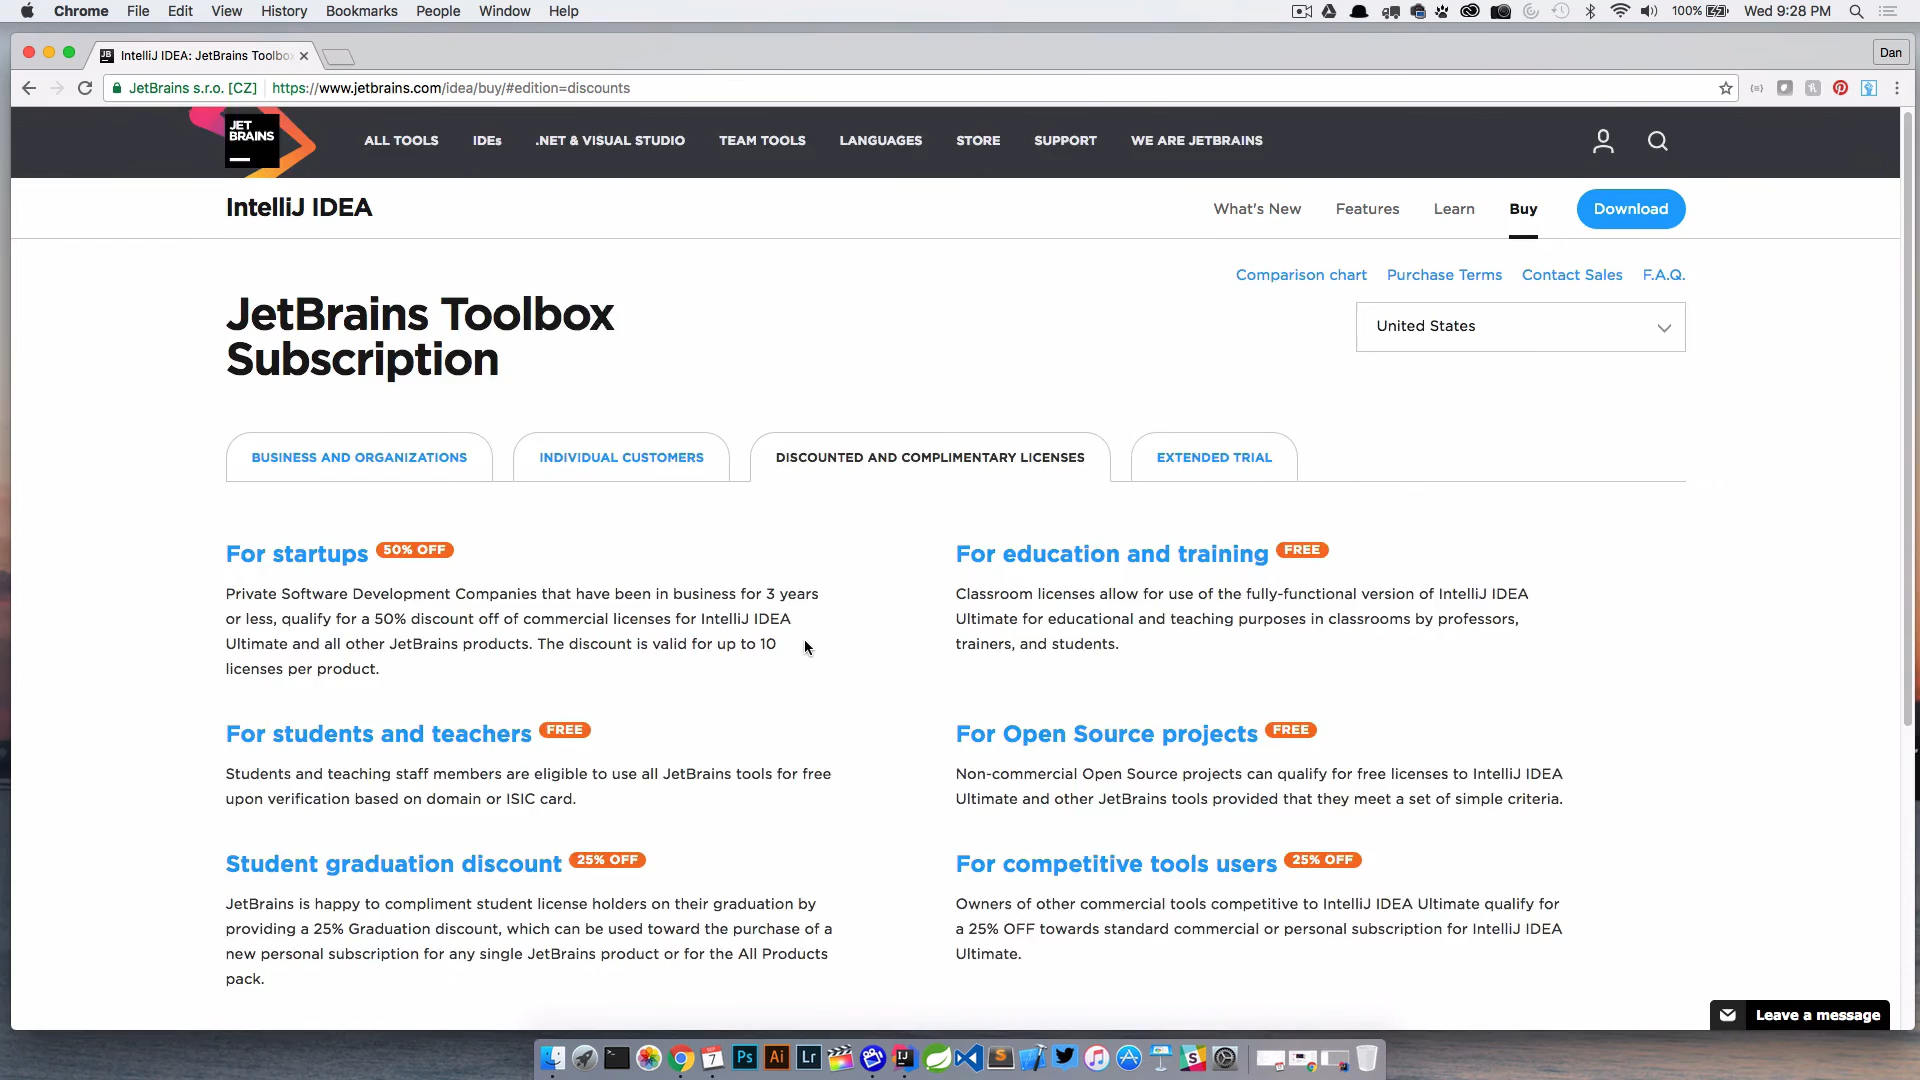 Chrome File Edit View History Bookmarks People Window Help 100% Wed 9:28 PM
IntelliJ IDEA: JetBrains Toolbo
Dan
JetBrains s.r.o. [CZ] https://www.jetbrains.com/idea/buy/#edition=discounts
JET
BRAINS
ALL TOOLS IDEs .NET & VISUAL STUDIO TEAM TOOLS LANGUAGES STORE SUPPORT WE ARE JETBRAINS
IntelliJ IDEA
What's New Features Learn Buy Download
Comparison chart Purchase Terms Contact Sales F.A.Q.
JetBrains Toolbox
Subscription
United States
BUSINESS AND ORGANIZATIONS INDIVIDUAL CUSTOMERS DISCOUNTED AND COMPLIMENTARY LICENSES EXTENDED TRIAL
For startups 50% OFF
Private Software Development Companies that have been in business for 3 years
or less, qualify for a 50% discount off of commercial licenses for IntelliJ IDEA
Ultimate and all other JetBrains products. The discount is valid for up to 10
licenses per product.
For education and training FREE
Classroom licenses allow for use of the fully-functional version of IntelliJ IDEA
Ultimate for educational and teaching purposes in classrooms by professors,
trainers, and students.
For students and teachers FREE
Students and teaching staff members are eligible to use all JetBrains tools for free
upon verification based on domain or ISIC card.
For Open Source projects FREE
Non-commercial Open Source projects can qualify for free licenses to IntelliJ IDEA
Ultimate and other JetBrains tools provided that they meet a set of simple criteria.
Student graduation discount 25% OFF
JetBrains is happy to compliment student license holders on their graduation by
providing a 25% Graduation discount, which can be used toward the purchase of a
new personal subscription for any single JetBrains product or for the All Products
pack.
For competitive tools users 25% OFF
Owners of other commercial tools competitive to IntelliJ IDEA Ultimate qualify for
a 25% OFF towards standard commercial or personal subscription for IntelliJ IDEA
Ultimate.
Leave a message
7 Ps Ai Lr IJ S